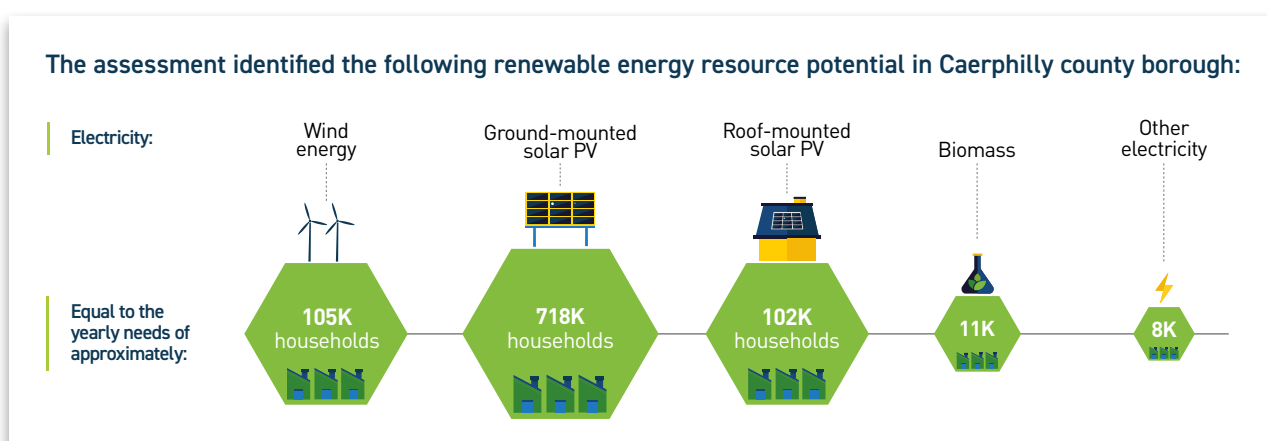 The assessment identified the following renewable energy resource potential in Caerphilly county borough:
Electricity:
Wind
energy
Ground-mounted
solar PV
Roof-mounted
solar PV
Biomass
Other
electricity
Equal to the
yearly needs of
approximately:
105K
households
718K
households
102K
households
11K
8K